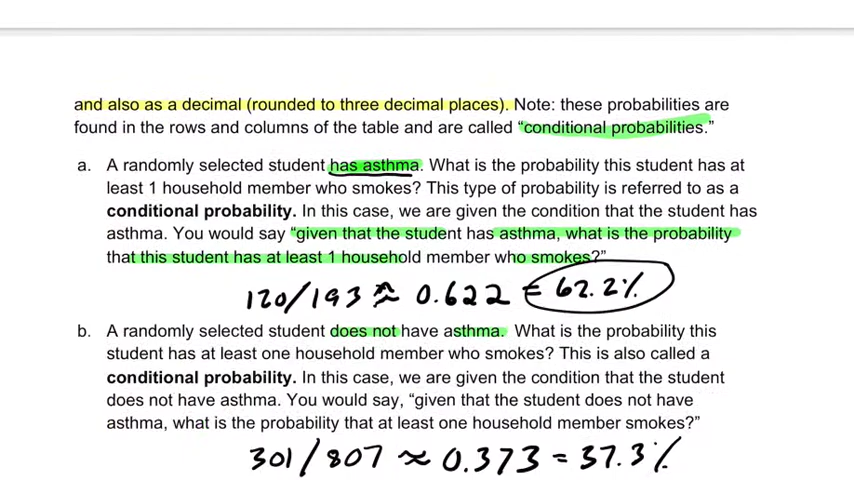 and also as a decimal (rounded to three decimal places). Note: these probabilities are
found in the rows and columns of the table and are called “conditional probabilities.”
a. A randomly selected student has asthma. What is the probability this student has at
least 1 household member who smokes? This type of probability is referred to as a
conditional probability. In this case, we are given the condition that the student has
asthma. You would say “given that the student has asthma, what is the probability
that this student has at least 1 household member who smokes?”
120/193 ≈ 0.622 = 62.2%
b. A randomly selected student does not have asthma. What is the probability this
student has at least one household member who smokes? This is also called a
conditional probability. In this case, we are given the condition that the student
does not have asthma. You would say, “given that the student does not have
asthma, what is the probability that at least one household member smokes?”
301/807 ≈ 0.373 = 37.3%